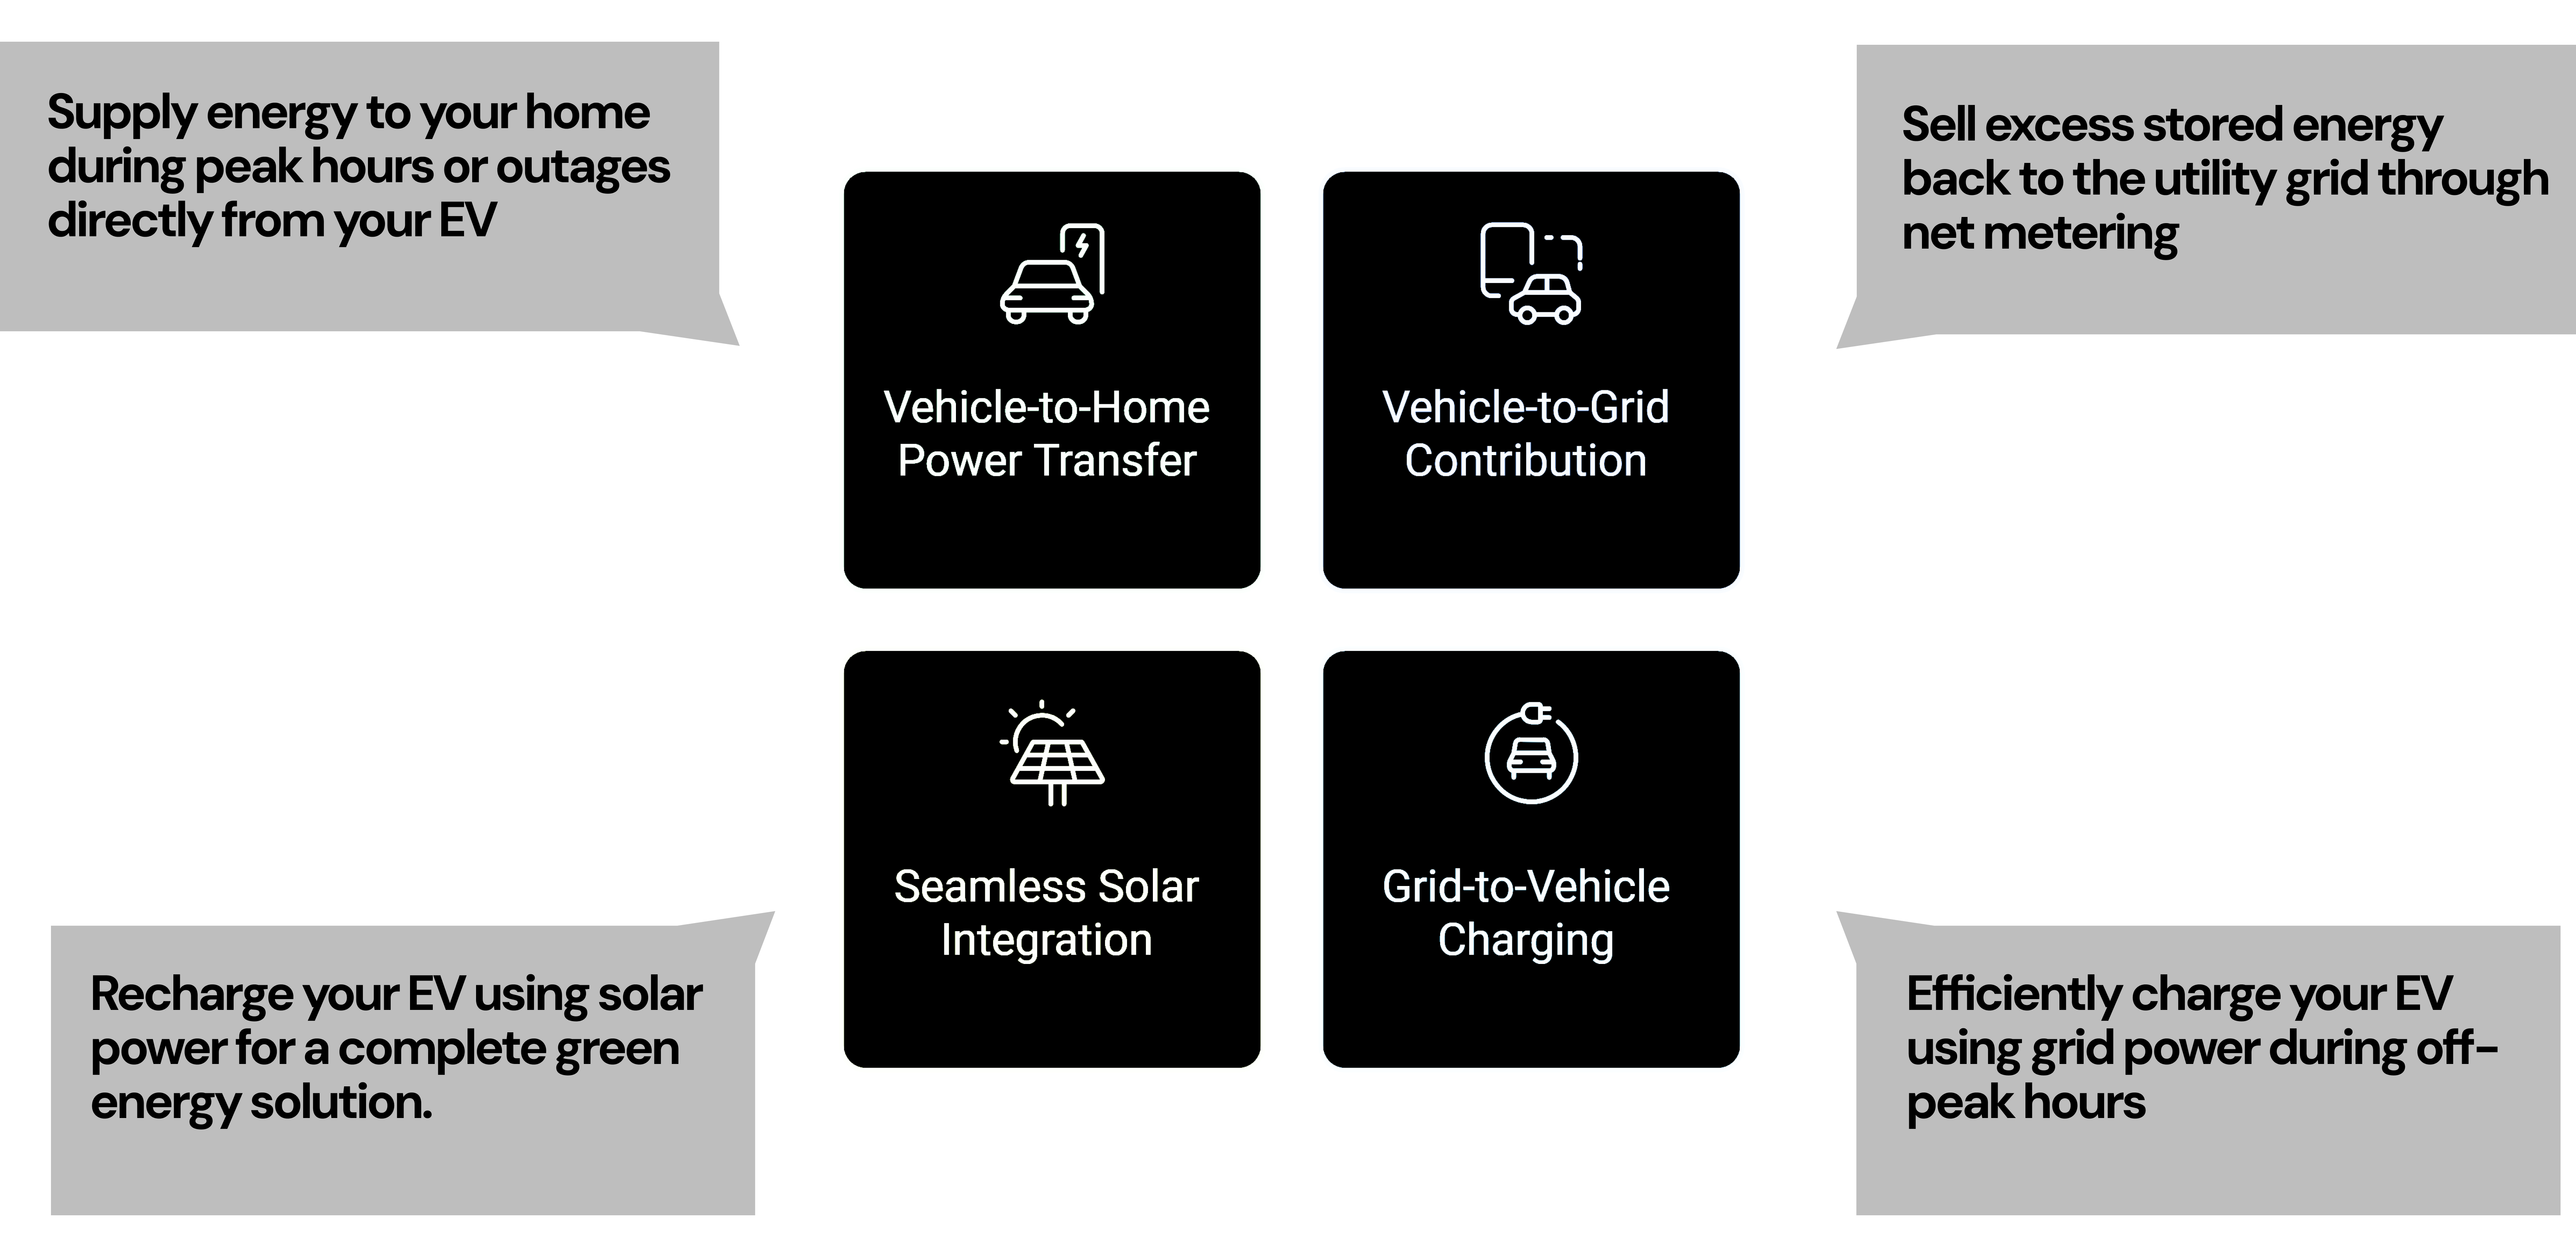 Supply energy to your home
during peak hours or outages
directly from your EV
Sell excess stored energy
back to the utility grid through
net metering
Vehicle-to-Home
Power Transfer
Vehicle-to-Grid
Contribution
Seamless Solar
Integration
Grid-to-Vehicle
Charging
Recharge your EV using solar
power for a complete green
energy solution.
Efficiently charge your EV
using grid power during off-
peak hours